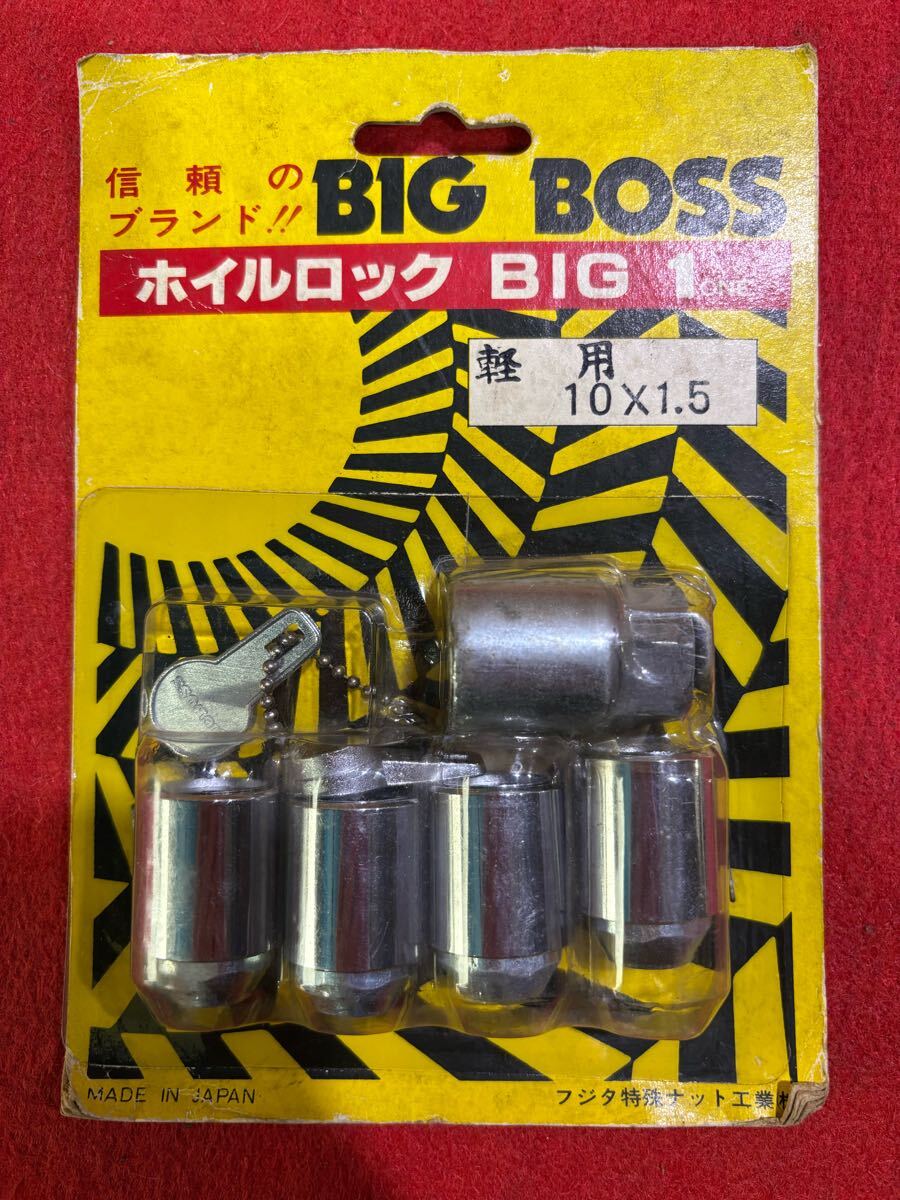 信頼の
ブランド!! BIG BOSS
ホイルロック BIG 1 ONE
軽 用
10X1.5
MADE IN JAPAN
フジタ特殊ナット工業